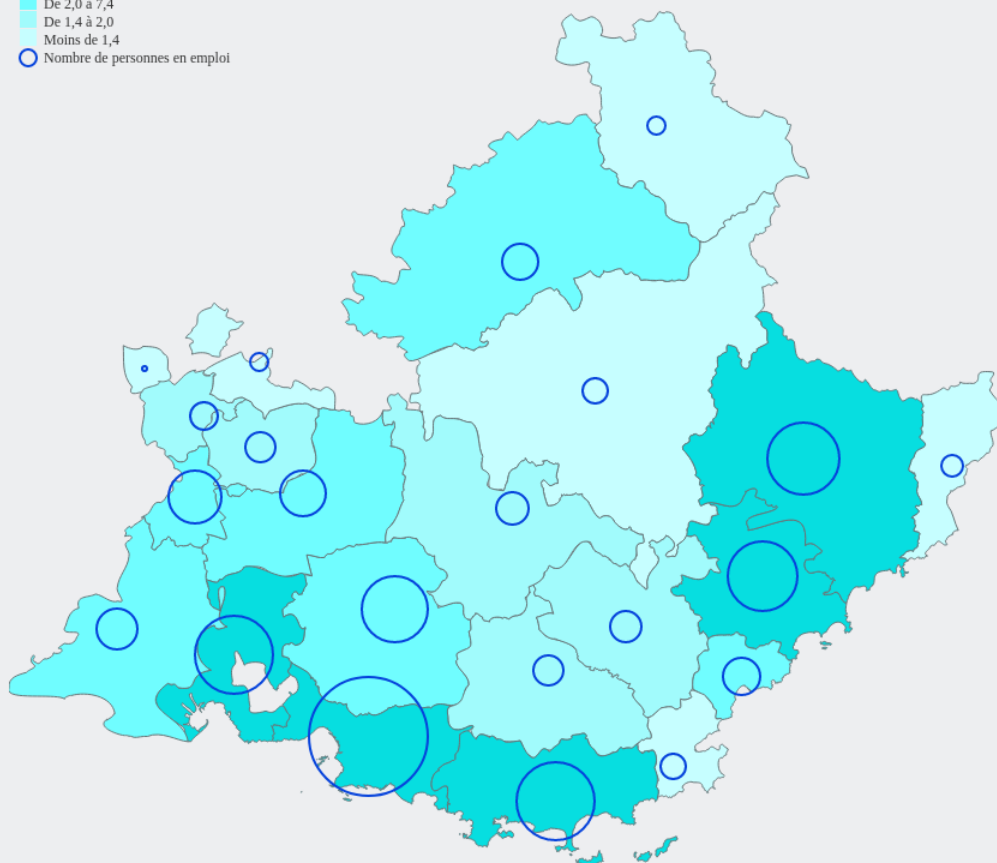 De 2,0 à 7,4
De 1,4 à 2,0
Moins de 1,4
Nombre de personnes en emploi